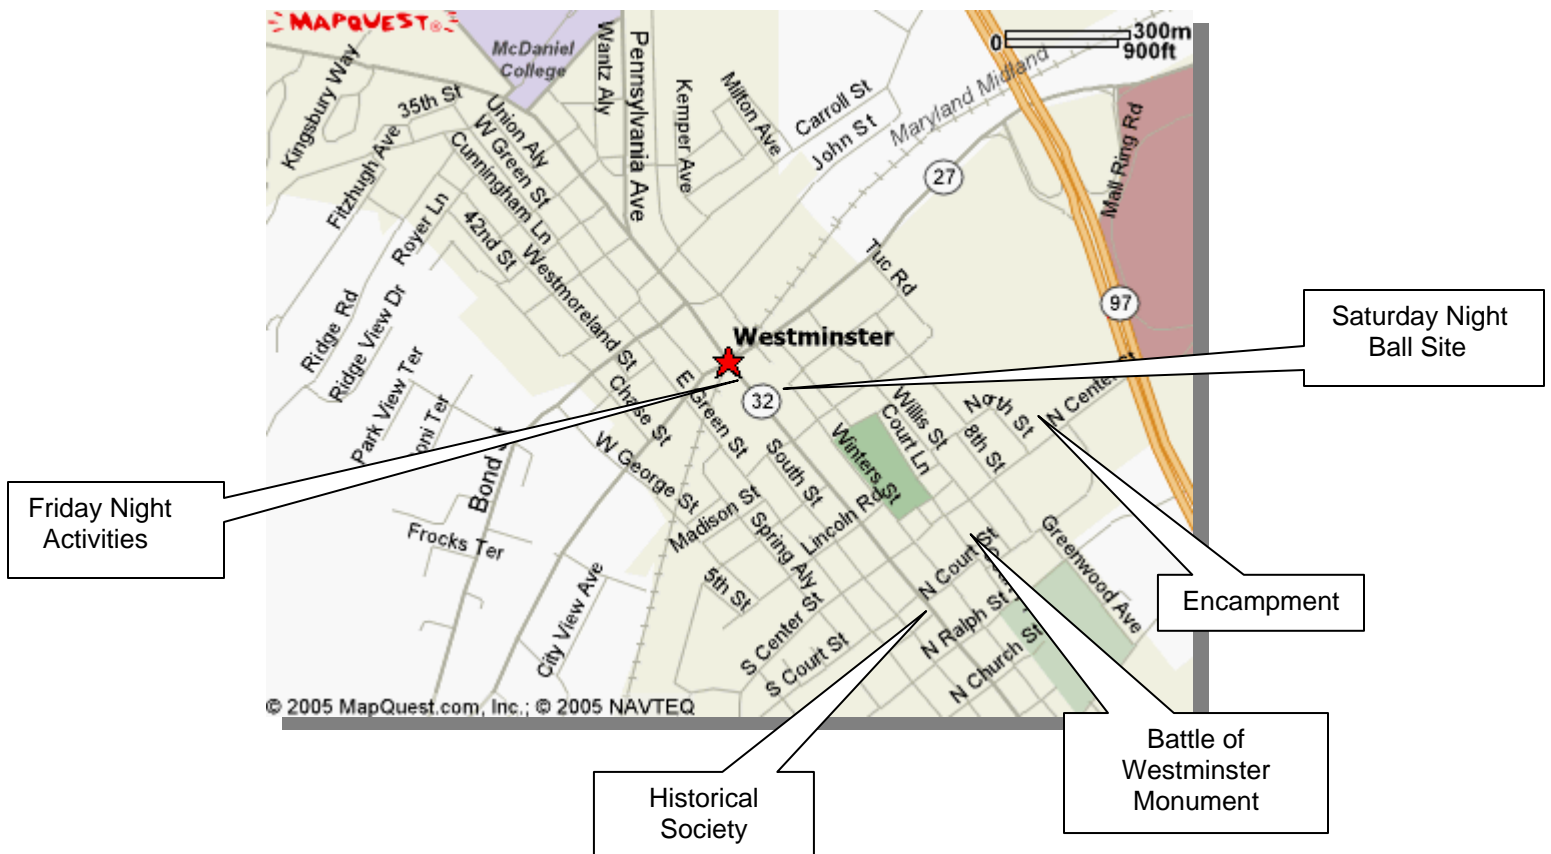 MAPQUEST®
McDaniel
College
Wantz Aly
Pennsylvania Ave
Kemper Ave
Milton Ave
Carroll St
John St
Maryland Midland
0
300m
900ft
Kingsbury Way
35th St
Union Aly
W Green St
Cunningham Ln
Fitzhugh Ave
Royer Ln
42nd St
Westmoreland St
27
Mall Ring Rd
Tuc Rd
97
Ridge Rd
Ridge View Dr
Park View Ter
oni Ter
Westminster
32
Chase St
E Green St
W George St
South St
Winters St
Willis St
Court Ln
North St
8th St
N Center St
Bond St
Frocks Ter
City View Ave
Madison St
Spring Aly
Lincoln Rd
5th St
S Center St
S Court St
N Court St
N Ralph St
N Church St
Greenwood Ave
© 2005 MapQuest.com, Inc.; © 2005 NAVTEQ
Saturday Night
Ball Site
Friday Night
Activities
Encampment
Battle of
Westminster
Monument
Historical
Society